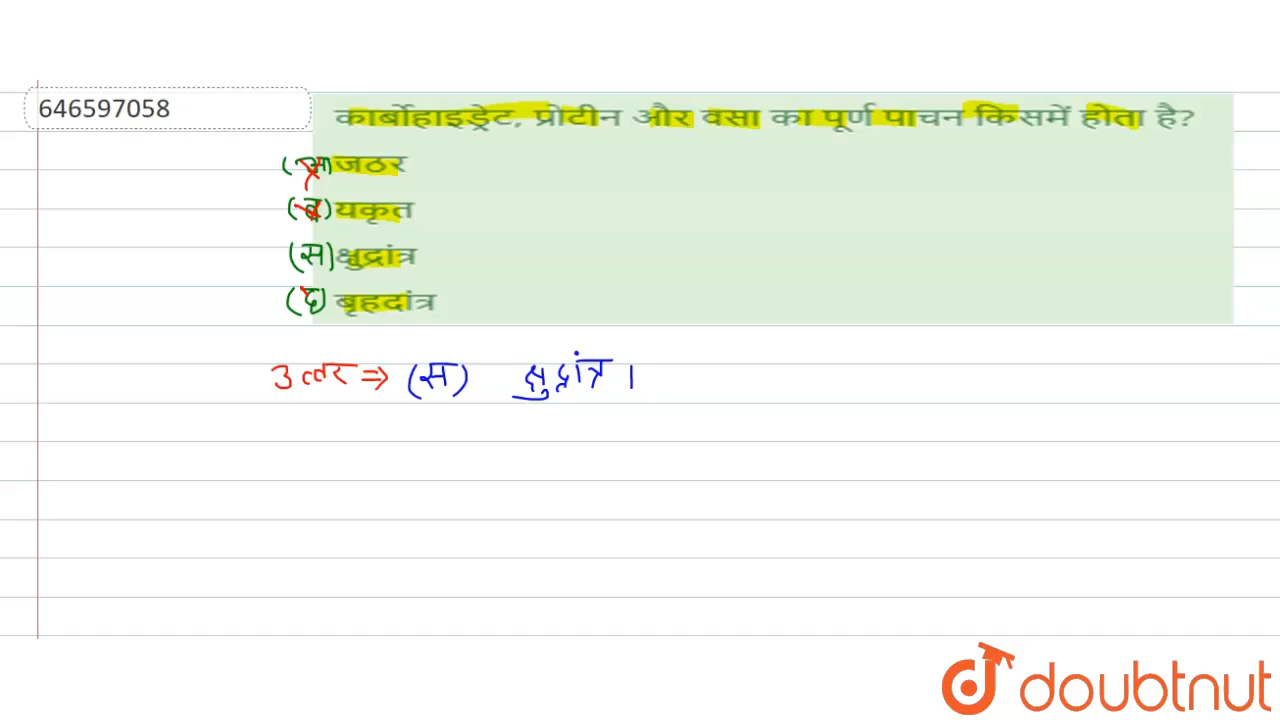 646597058 कार्बोहाइड्रेट, प्रोटीन और वसा का पूर्ण पाचन किसमें होता है?
(अ) जठर
(ब) यकृत
(स) क्षुद्रांत्र
(द) बृहदांत्र
उत्तर ⇒ (स) क्षुद्रांत्र ।
doubtnut